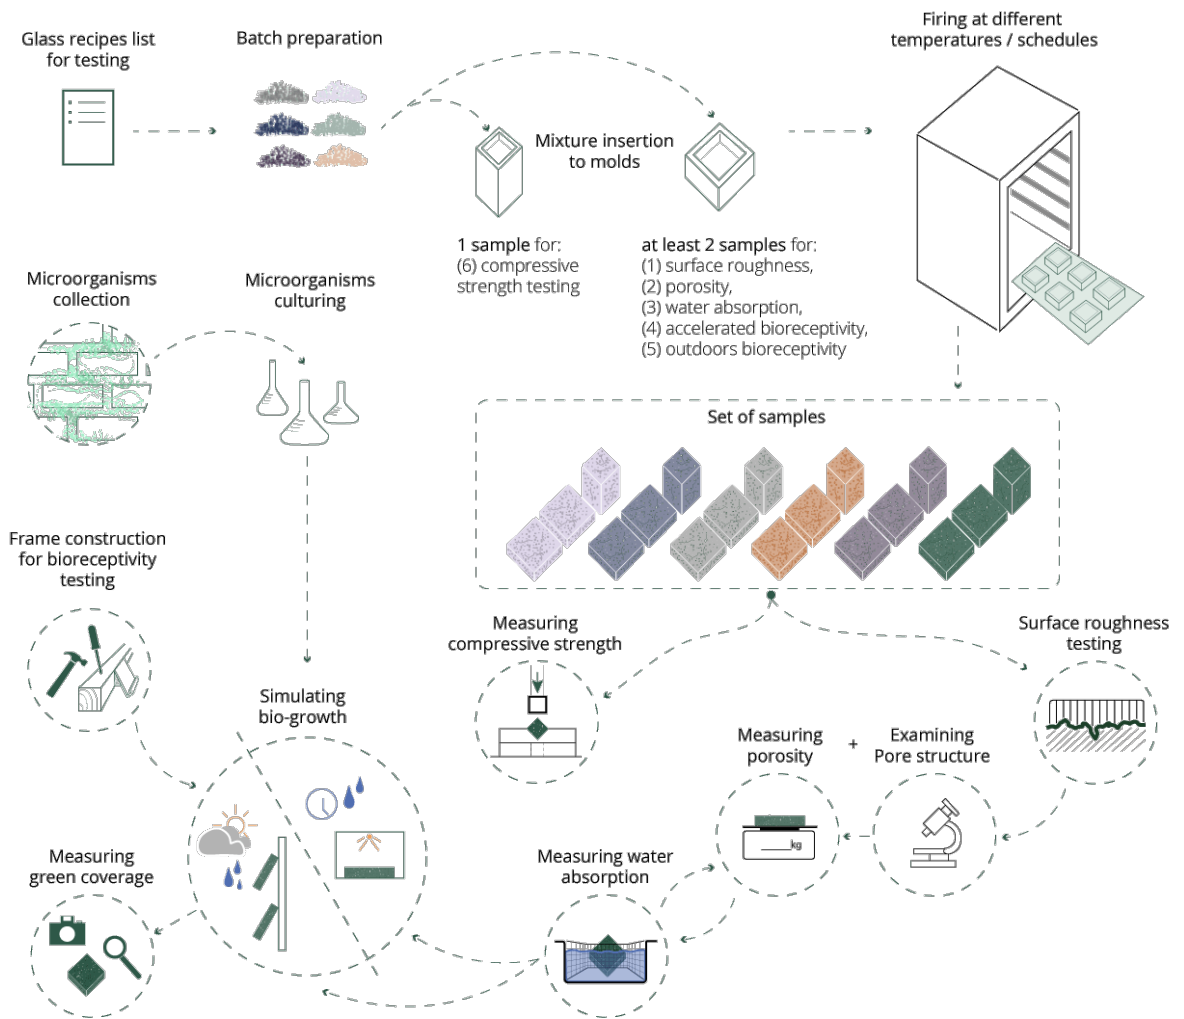 Glass recipes list
for testing
Batch preparation
Firing at different
temperatures / schedules
Mixture insertion
to molds
1 sample for:
(6) compressive
strength testing
at least 2 samples for:
(1) surface roughness,
(2) porosity,
(3) water absorption,
(4) accelerated bioreceptivity,
(5) outdoors bioreceptivity
Microorganisms
collection
Microorganisms
culturing
Set of samples
Frame construction
for bioreceptivity
testing
Measuring
compressive strength
Surface roughness
testing
Simulating
bio-growth
Measuring
porosity
+
Examining
Pore structure
kg
Measuring
green coverage
Measuring water
absorption